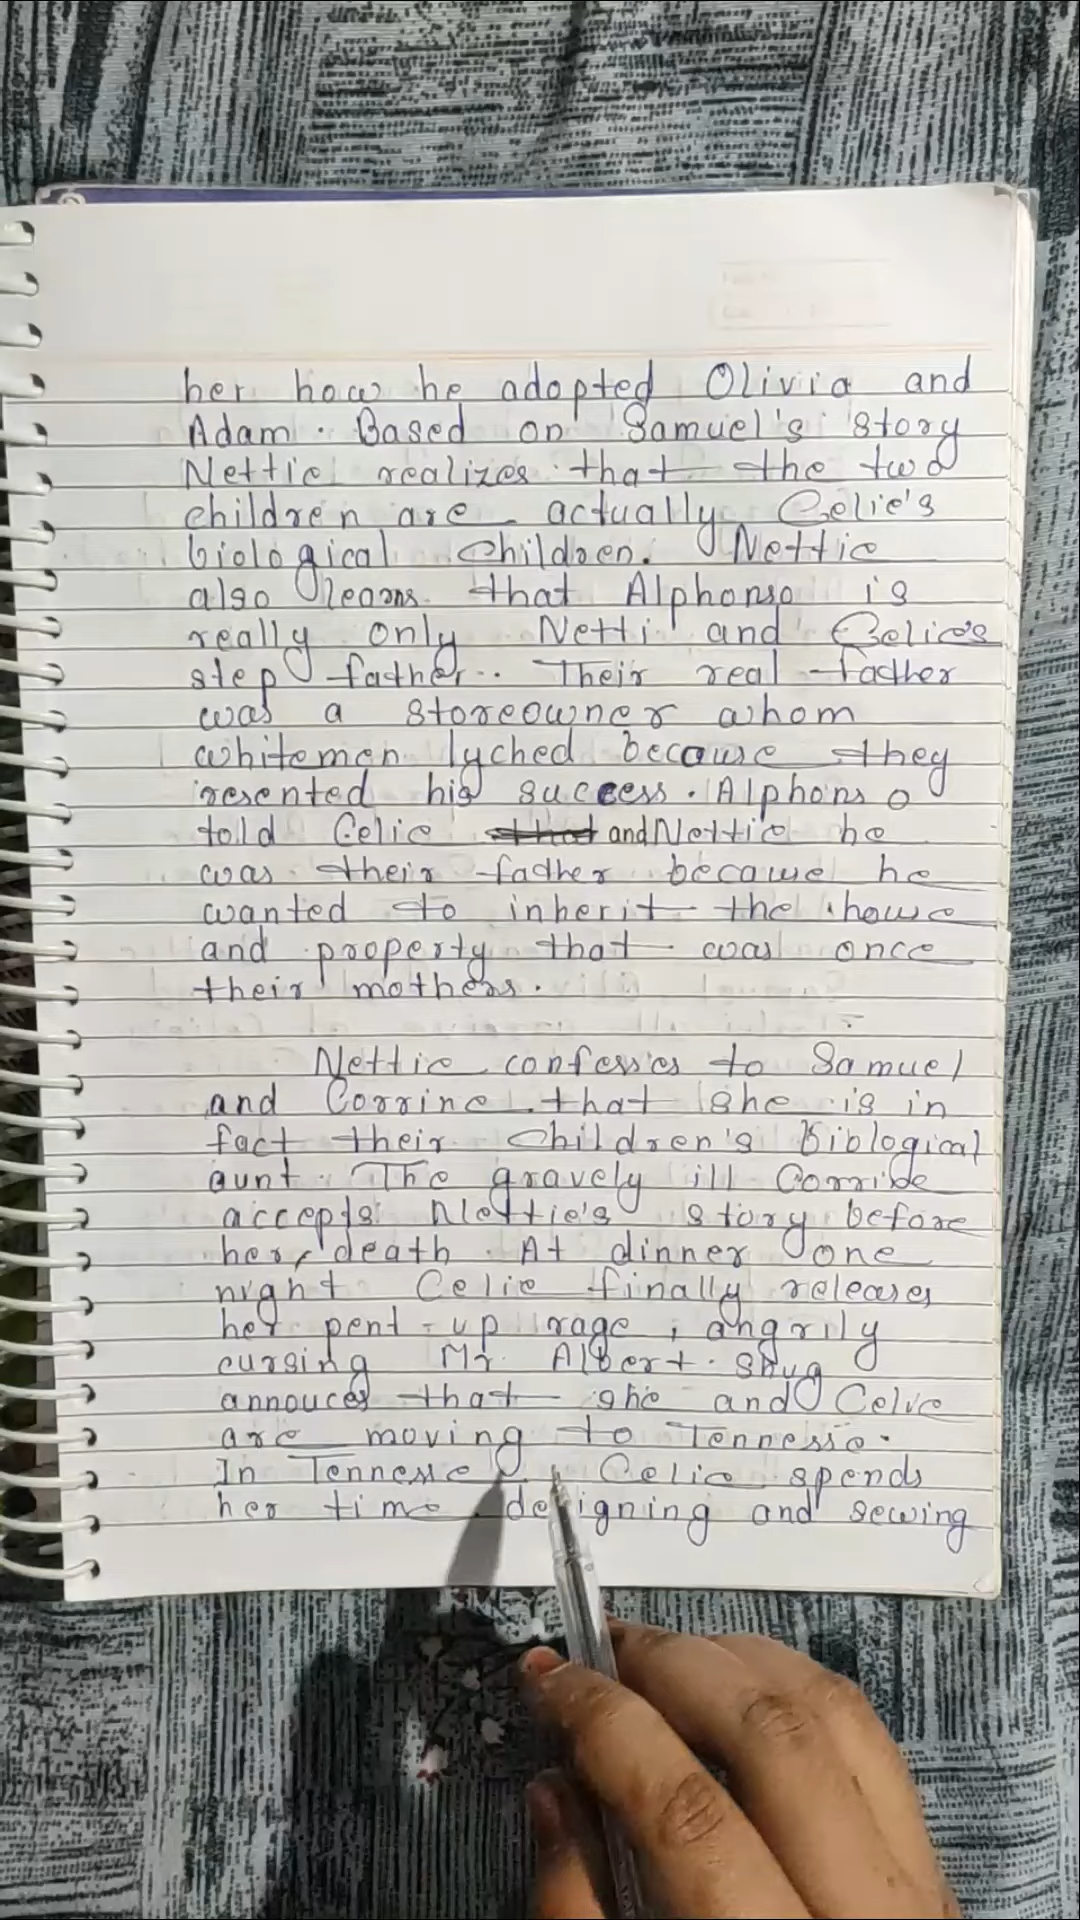 her how he adopted Olivia and
Adam. Based on Samuel's story
Nettie realizes that the two
children are actually Celie's
biological children. Nettie
also learns that Alphonso is
really only Netti and Celie's
step father.. Their real father
was a storeowner whom
whitemen lyched because they
resented his success. Alphonso
told Celie that and Nettie he
was their father because he
wanted to inherit the house
and property that was once
their mothers.
Nettie confesses to Samuel
and Corrine that she is in
fact their children's biological
aunt. The gravely ill Corride
accepts Nettie's story before
her death. At dinner one
night Celie finally releases
her pent-up rage, angrily
cursing Mr. Albert. Shug
annouces that she and Celie
are moving to Tennesse.
In Tennesse, Celie spends
her time designing and sewing